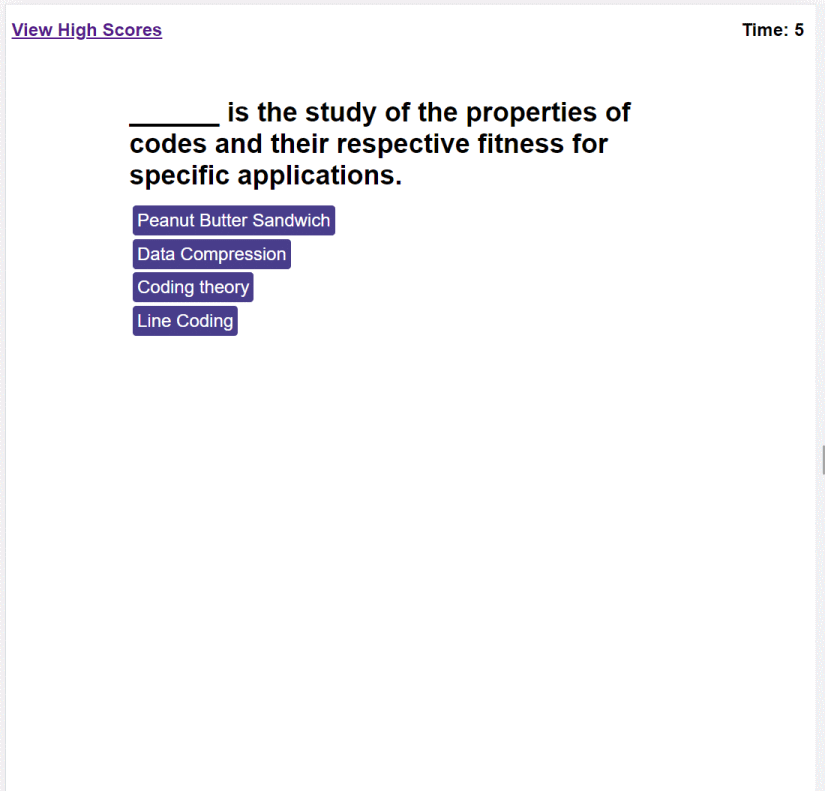 View High Scores
Time: 5
______ is the study of the properties of
codes and their respective fitness for
specific applications.
Peanut Butter Sandwich
Data Compression
Coding theory
Line Coding